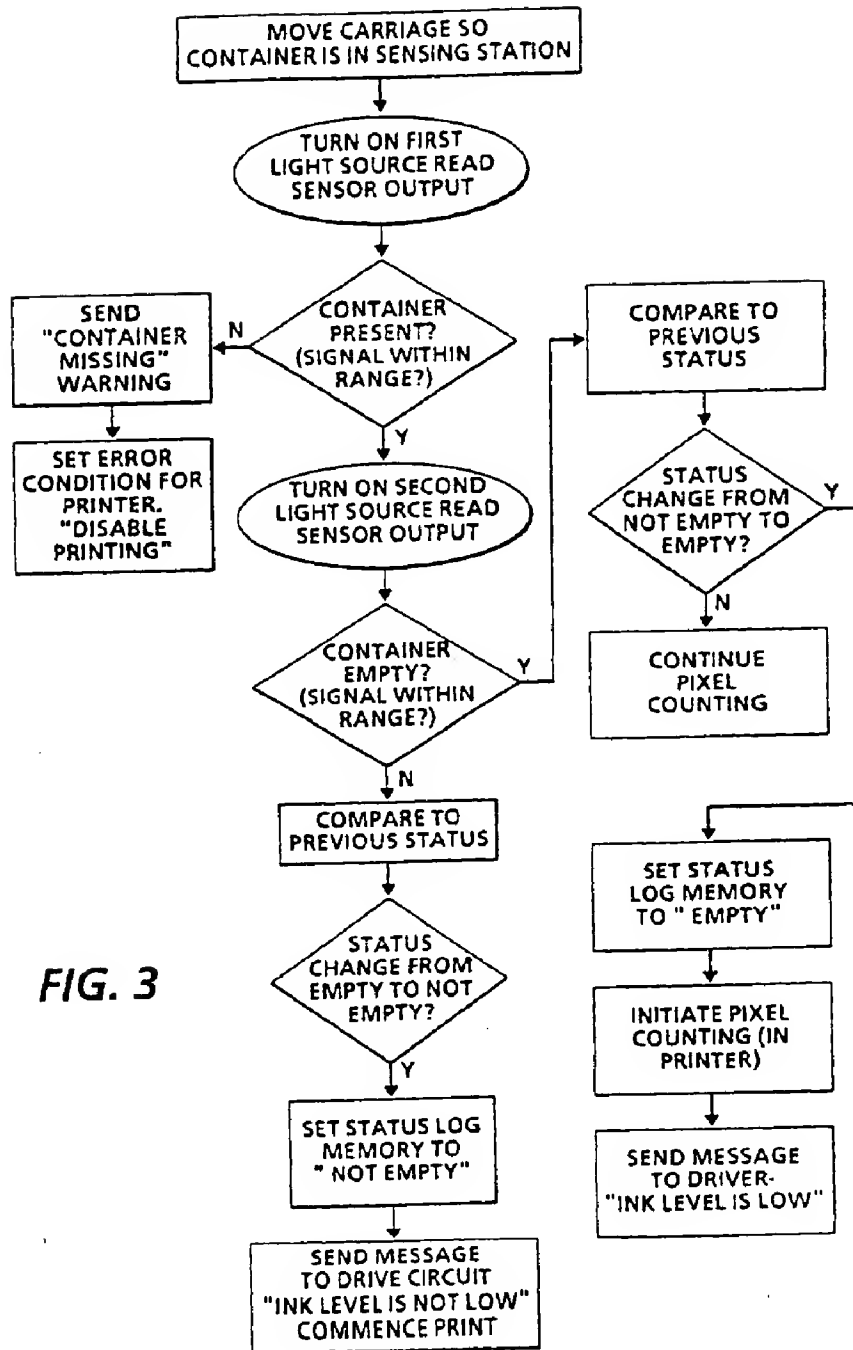 MOVE CARRIAGE SO
CONTAINER IS IN SENSING STATION
TURN ON FIRST
LIGHT SOURCE READ
SENSOR OUTPUT
CONTAINER
PRESENT?
(SIGNAL WITHIN
RANGE?)
N
SEND
"CONTAINER
MISSING"
WARNING
SET ERROR
CONDITION FOR
PRINTER.
"DISABLE
PRINTING"
Y
TURN ON SECOND
LIGHT SOURCE READ
SENSOR OUTPUT
CONTAINER
EMPTY?
(SIGNAL WITHIN
RANGE?)
Y
COMPARE TO
PREVIOUS
STATUS
STATUS
CHANGE FROM
NOT EMPTY TO
EMPTY?
Y
N
CONTINUE
PIXEL
COUNTING
N
COMPARE TO
PREVIOUS STATUS
STATUS
CHANGE FROM
EMPTY TO NOT
EMPTY?
Y
SET STATUS LOG
MEMORY TO
" NOT EMPTY"
SEND MESSAGE
TO DRIVE CIRCUIT
"INK LEVEL IS NOT LOW"
COMMENCE PRINT
SET STATUS
LOG MEMORY
TO " EMPTY"
INITIATE PIXEL
COUNTING (IN
PRINTER)
SEND MESSAGE
TO DRIVER-
"INK LEVEL IS LOW"
FIG. 3